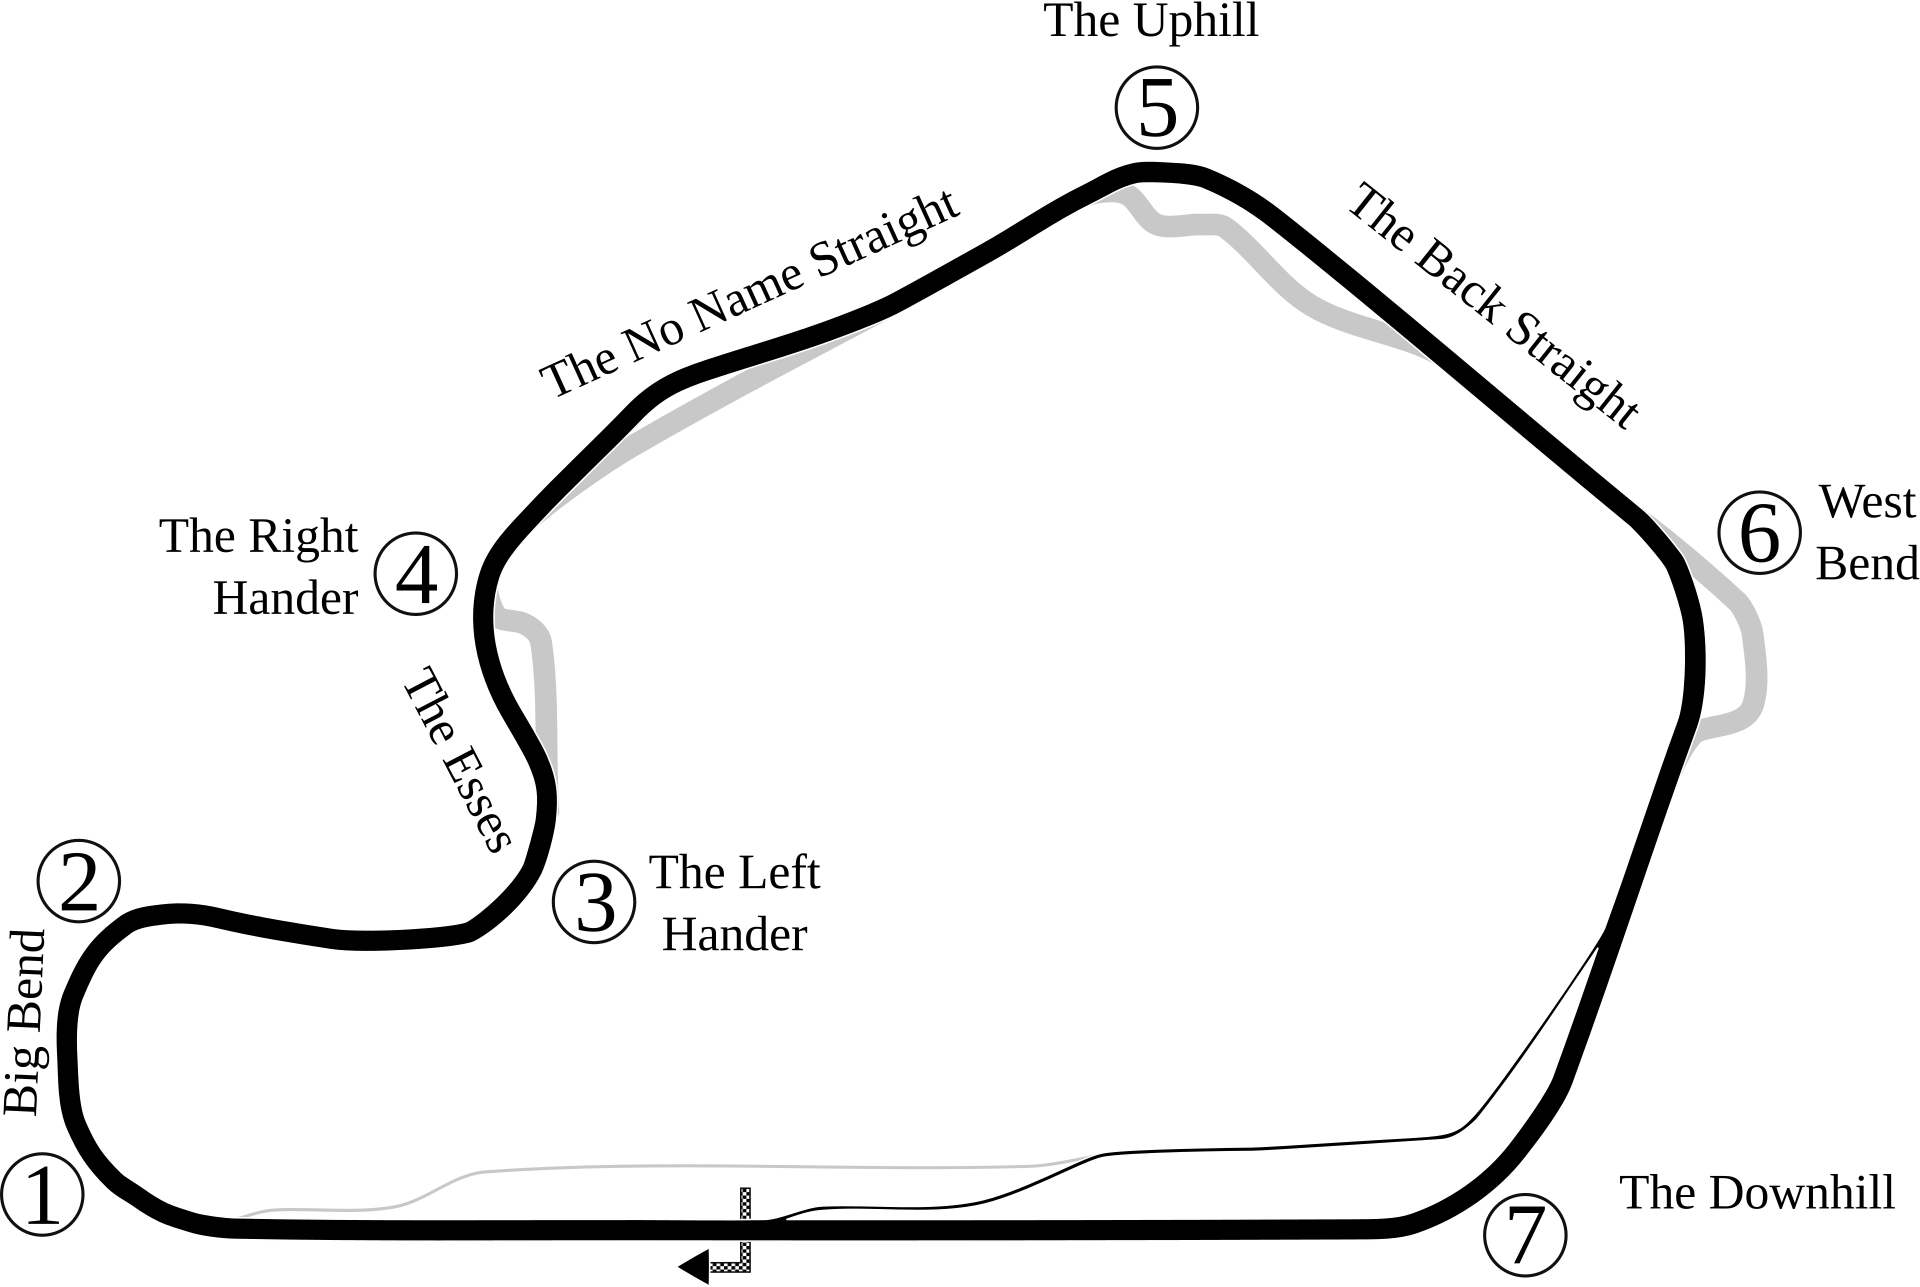 The Uphill
5
The No Name Straight
The Back Straight
West
Bend
6
The Right
Hander
4
The Esses
2
3
The Left
Hander
Big Bend
1
The Downhill
7